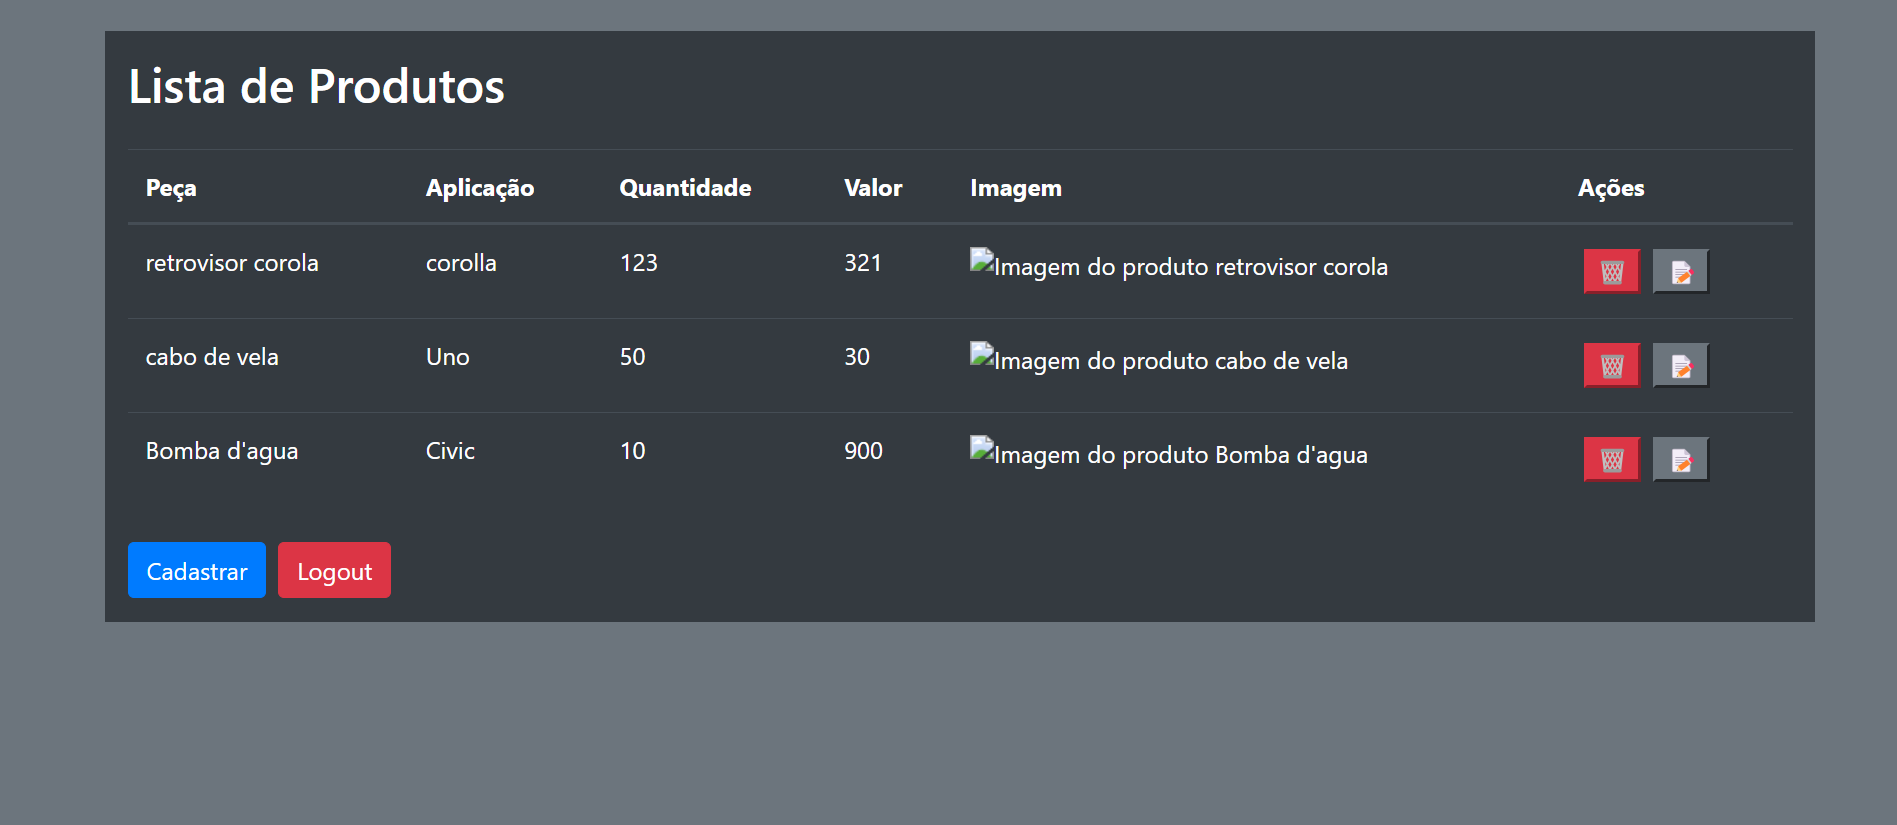 Lista de Produtos
Peça Aplicação Quantidade Valor Imagem Ações
retrovisor corola corolla 123 321 Imagem do produto retrovisor corola
cabo de vela Uno 50 30 Imagem do produto cabo de vela
Bomba d'agua Civic 10 900 Imagem do produto Bomba d'agua
Cadastrar Logout